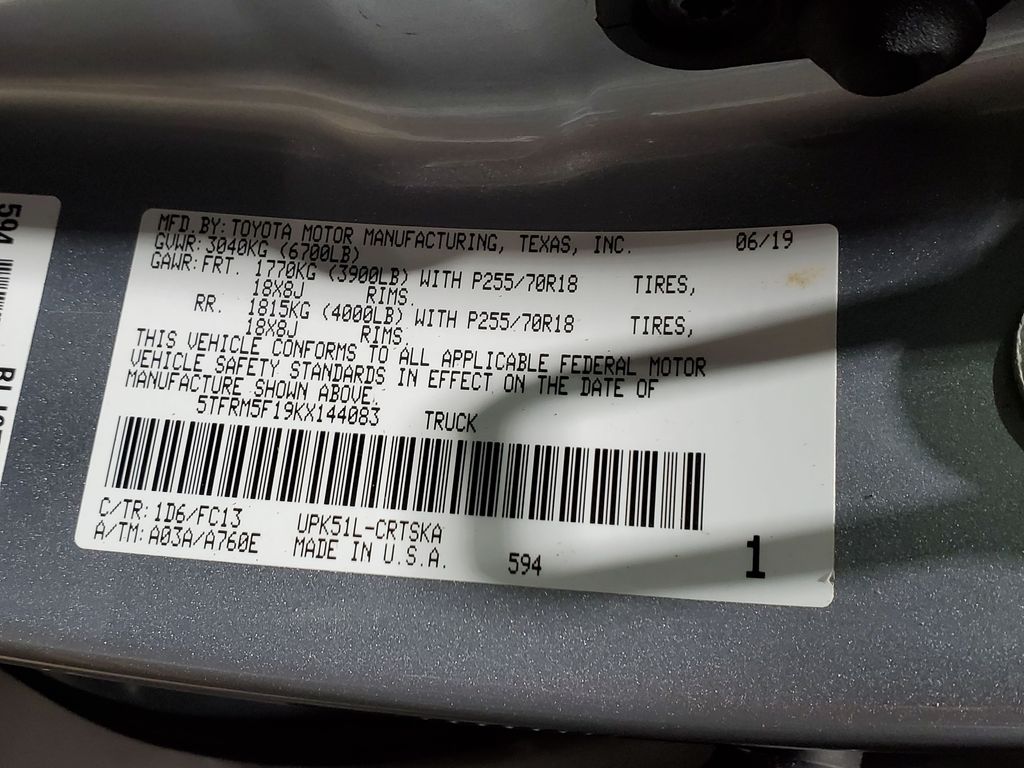 594
MFD.BY:TOYOTA MOTOR MANUFACTURING, TEXAS, INC. 06/19
GVWR:3040KG (6700LB)
GAWR:FRT. 1770KG (3900LB) WITH P255/70R18 TIRES,
18X8J RIMS.
RR. 1815KG (4000LB) WITH P255/70R18 TIRES,
18X8J RIMS.
THIS VEHICLE CONFORMS TO ALL APPLICABLE FEDERAL MOTOR
VEHICLE SAFETY STANDARDS IN EFFECT ON THE DATE OF
MANUFACTURE SHOWN ABOVE.
5TFRM5F19KX144083 TRUCK
C/TR:1D6/FC13 UPK51L-CRTSKA
A/TM:A03A/A760E MADE IN U.S.A. 594 1